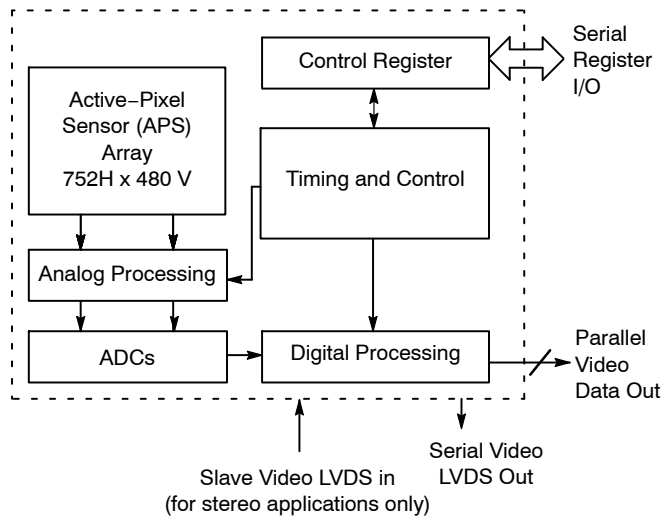 Control Register
Serial
Register
I/O
Active−Pixel
Sensor (APS)
Array
752H x 480 V
Timing and Control
Analog Processing
ADCs
Digital Processing
Parallel
Video
Data Out
Slave Video LVDS in
(for stereo applications only)
Serial Video
LVDS Out